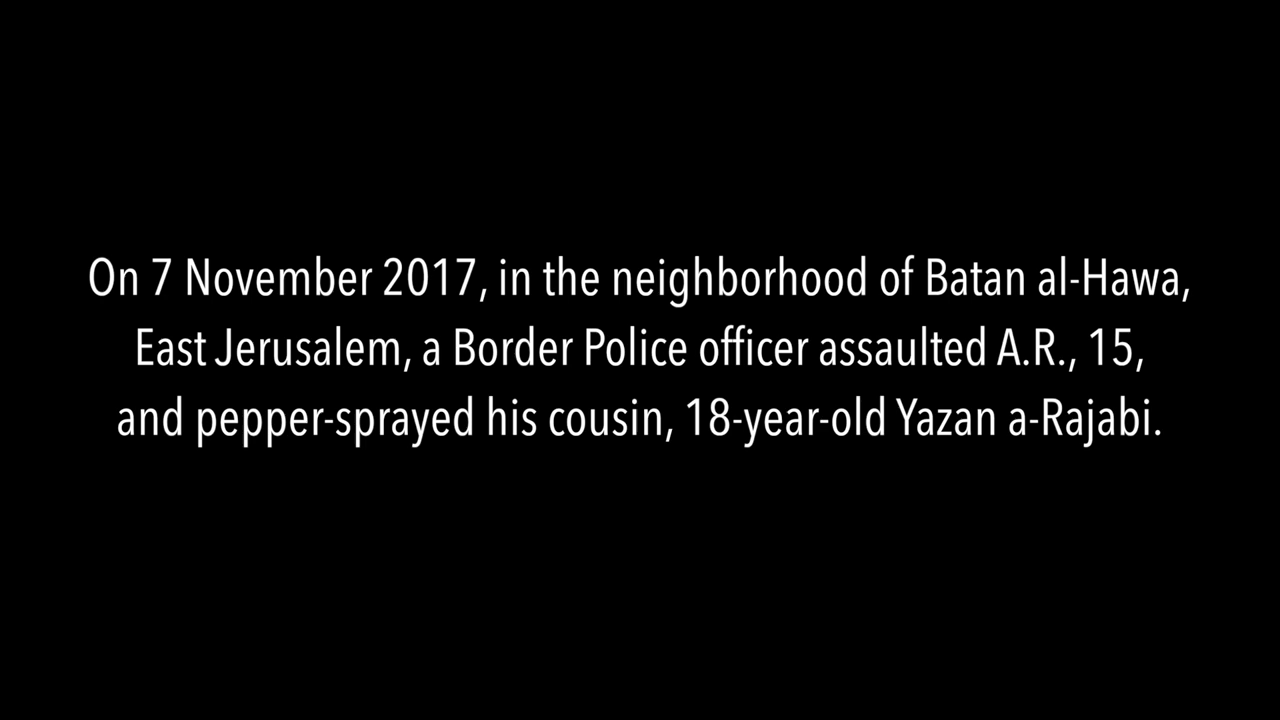 On 7 November 2017, in the neighborhood of Batan al-Hawa,
East Jerusalem, a Border Police officer assaulted A.R., 15,
and pepper-sprayed his cousin, 18-year-old Yazan a-Rajabi.